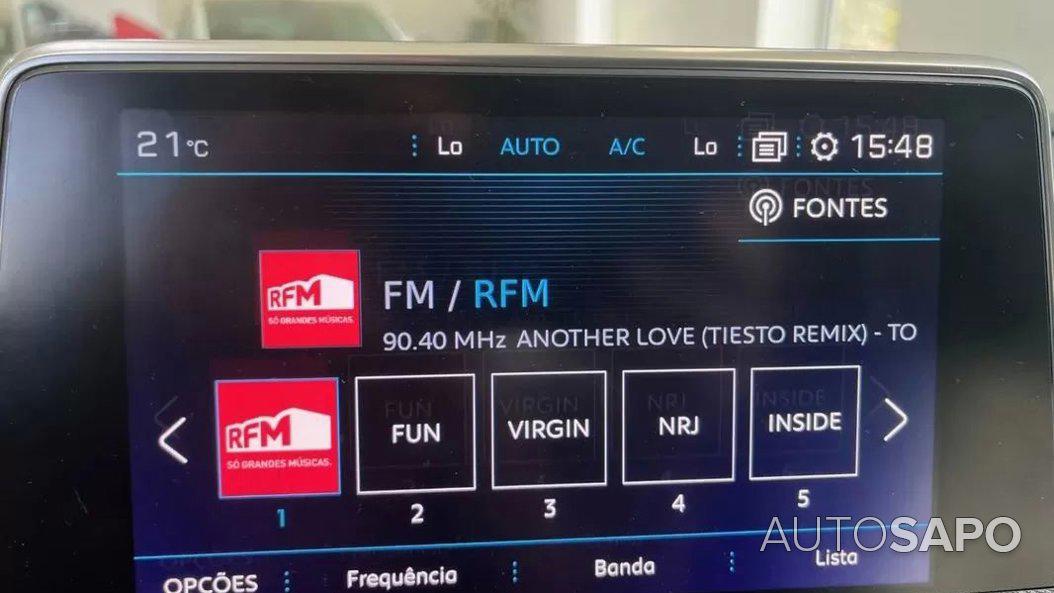 21°C Lo AUTO A/C Lo 15:48
FONTES
RFM
SÓ GRANDES MÚSICAS.
FM / RFM
90.40 MHz ANOTHER LOVE (TIESTO REMIX) - TO
RFM
SÓ GRANDES MÚSICAS.
FUN
VIRGIN
NRJ
INSIDE
1 2 3 4 5
AUTOSAPO
OPÇÕES Frequência Banda Lista